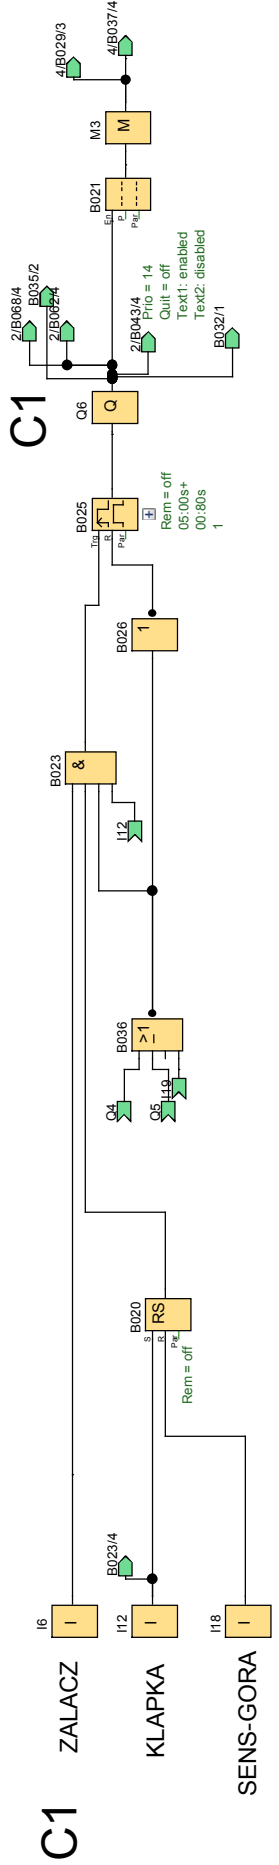 C1
I6
I
ZALACZ
I12
I
KLAPKA
I18
I
SENS-GORA
B023/4
B020
S
R
Par
RS
Rem = off
Q4
Q5
I19
B036
>1
I12
B023
&
B026
1
B025
Trg
R
Par
+
Rem = off
05:00s+
00:80s
1
C1
Q6
Q
2/B068/4
B035/2
2/B062/4
2/B043/4
B032/1
B021
En
P
Par
Prio = 14
Quit = off
Text1: enabled
Text2: disabled
M3
M
4/B029/3
4/B037/4